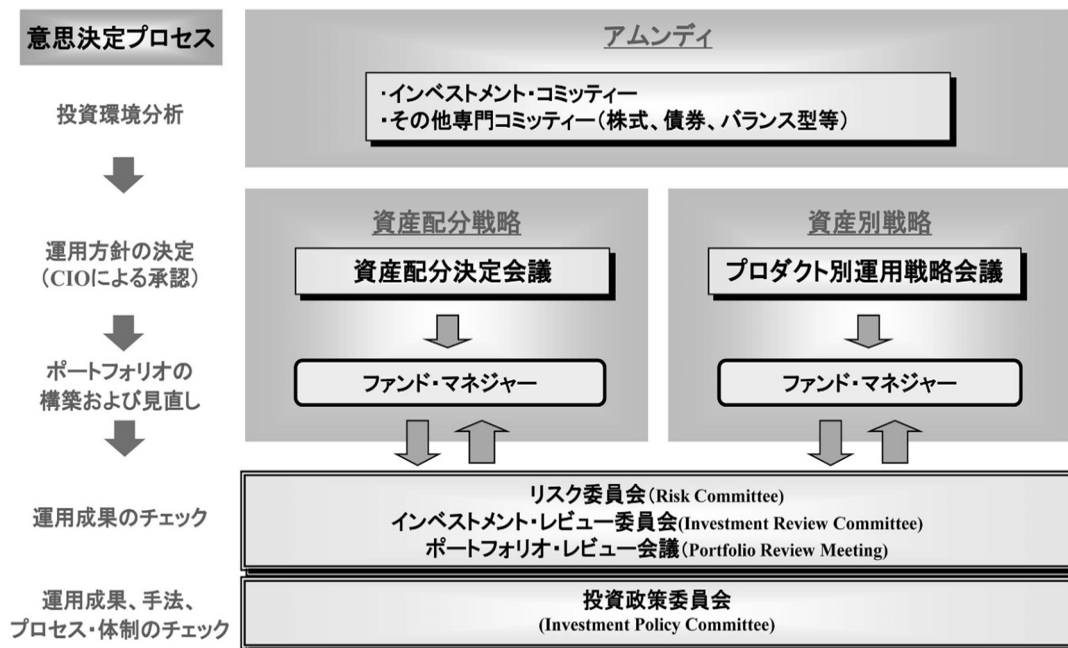 意思決定プロセス
アムンディ
投資環境分析
・インベストメント・コミッティー
・その他専門コミッティー（株式、債券、バランス型等）
資産配分戦略
資産別戦略
運用方針の決定
（CIOによる承認）
資産配分決定会議
プロダクト別運用戦略会議
ポートフォリオの
構築および見直し
ファンド・マネジャー
ファンド・マネジャー
運用成果のチェック
リスク委員会（Risk Committee）
インベストメント・レビュー委員会(Investment Review Committee)
ポートフォリオ・レビュー会議（Portfolio Review Meeting）
運用成果、手法、
プロセス・体制のチェック
投資政策委員会
(Investment Policy Committee)